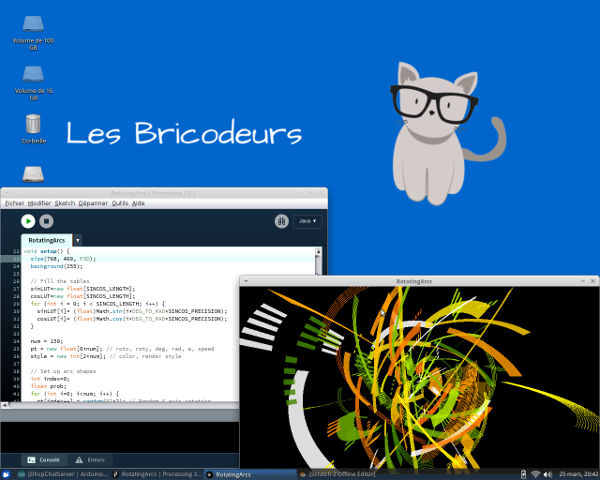 Volume de 100
GB
Volume de 16
GB
Corbeille
Les Bricodeurs
RotatingArcs | Processing 3.0.2
Fichier Modifier Sketch Dépanner Outils Aide
Java
RotatingArcs
22 void setup() {
23 size(768, 480, P3D);
24 background(255);
25
26 // Fill the tables
27 sinLUT=new float[SINCOS_LENGTH];
28 cosLUT=new float[SINCOS_LENGTH];
29 for (int i = 0; i < SINCOS_LENGTH; i++) {
30 sinLUT[i]= (float)Math.sin(i*DEG_TO_RAD*SINCOS_PRECISION);
31 cosLUT[i]= (float)Math.cos(i*DEG_TO_RAD*SINCOS_PRECISION);
32 }
33
34 num = 150;
35 pt = new float[6*num]; // rotx, roty, deg, rad, w, speed
36 style = new int[2*num]; // color, render style
37
38 // Set up arc shapes
39 int index=0;
40 float prob;
41 for (int i=0; i<num; i++) {
Console Erreurs
RotatingArcs
[DhcpChatServer | Arduino... RotatingArcs | Processing 3... RotatingArcs [Scratch 2 Offline Editor] 25 mars, 20:42